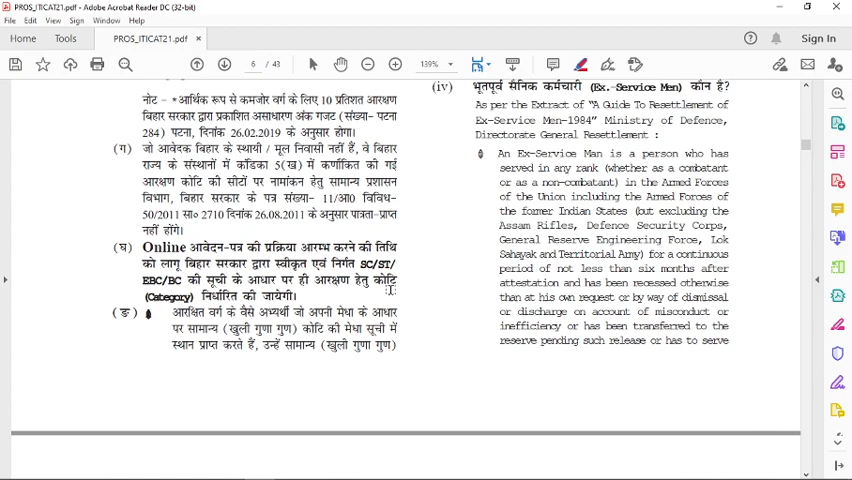 PROS_ITICAT21.pdf - Adobe Acrobat Reader DC (32-bit)
File Edit View Sign Window Help
Home Tools PROS_ITICAT21.pdf × Sign In
6 / 43 139%
नोट - *आर्थिक रूप से कमजोर वर्ग के लिए 10 प्रतिशत आरक्षण
बिहार सरकार द्वारा प्रकाशित असाधारण अंक गजट (संख्या- पटना
284) पटना, दिनांक 26.02.2019 के अनुसार होगा।
(ग) जो आवेदक बिहार के स्थायी / मूल निवासी नहीं हैं, वे बिहार
राज्य के संस्थानों में कंडिका 5(ख) में कर्णांकित की गई
आरक्षण कोटि की सीटों पर नामांकन हेतु सामान्य प्रशासन
विभाग, बिहार सरकार के पत्र संख्या- 11/आ0 विविध-
50/2011 सा० 2710 दिनांक 26.08.2011 के अनुसार पात्रता-प्राप्त
नहीं होंगे।
(घ) Online आवेदन-पत्र की प्रक्रिया आरम्भ करने की तिथि
को लागू बिहार सरकार द्वारा स्वीकृत एवं निर्गत SC/ST/
EBC/BC की सूची के आधार पर ही आरक्षण हेतु कोटि
(Category) निर्धारित की जायेगी।
(ङ) आरक्षित वर्ग के वैसे अभ्यर्थी जो अपनी मेधा के आधार
पर सामान्य (खुली गुणा गुण) कोटि की मेधा सूची में
स्थान प्राप्त करते हैं, उन्हें सामान्य (खुली गुणा गुण)
(iv) भूतपूर्व सैनिक कर्मचारी (Ex.-Service Men) कौन है?
As per the Extract of "A Guide To Resettlement of
Ex-Service Men-1984" Ministry of Defence,
Directorate General Resettlement :
An Ex-Service Man is a person who has
served in any rank (whether as a combatant
or as a non-combatant) in the Armed Forces
of the Union including the Armed Forces of
the former Indian States (but excluding the
Assam Rifles, Defence Security Corps,
General Reserve Engineering Force, Lok
Sahayak and Territorial Army) for a continuous
period of not less than six months after
attestation and has been recessed otherwise
than at his own request or by way of dismissal
or discharge on account of misconduct or
inefficiency or has been transferred to the
reserve pending such release or has to serve